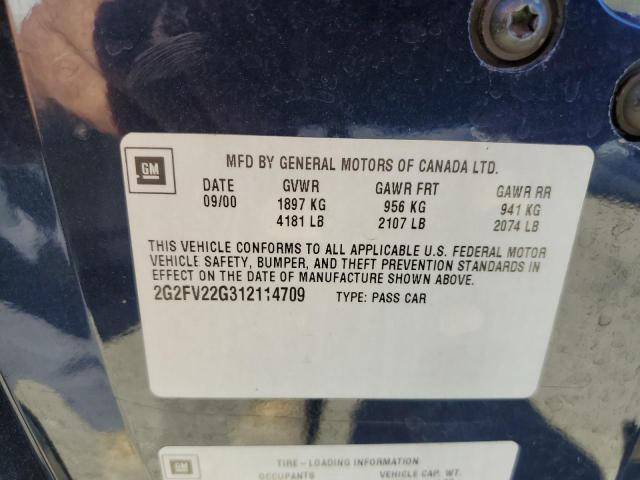 GM
MFD BY GENERAL MOTORS OF CANADA LTD.
DATE GVWR GAWR FRT GAWR RR
09/00 1897 KG 956 KG 941 KG
4181 LB 2107 LB 2074 LB
THIS VEHICLE CONFORMS TO ALL APPLICABLE U.S. FEDERAL MOTOR
VEHICLE SAFETY, BUMPER, AND THEFT PREVENTION STANDARDS IN
EFFECT ON THE DATE OF MANUFACTURE SHOWN ABOVE.
2G2FV22G312114709 TYPE: PASS CAR
GM
TIRE-LOADING INFORMATION
OCCUPANTS VEHICLE CAP. WT.